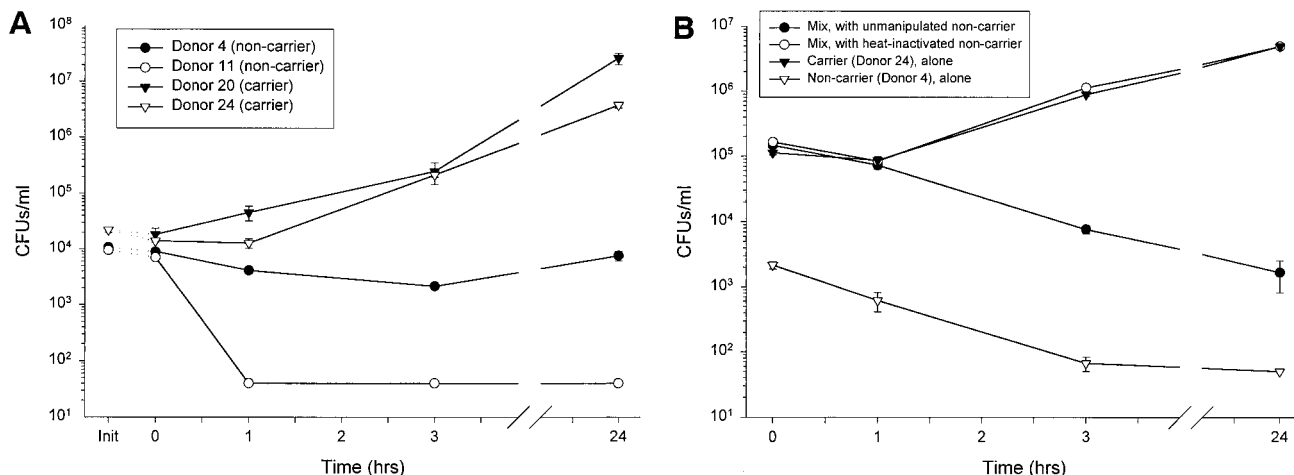 A
Donor 4 (non-carrier)
Donor 11 (non-carrier)
Donor 20 (carrier)
Donor 24 (carrier)
CFUs/ml
10⁸
10⁷
10⁶
10⁵
10⁴
10³
10²
10¹
Init 0 1 2 3 24
Time (hrs)
B
Mix, with unmanipulated non-carrier
Mix, with heat-inactivated non-carrier
Carrier (Donor 24), alone
Non-carrier (Donor 4), alone
CFUs/ml
10⁷
10⁶
10⁵
10⁴
10³
10²
10¹
0 1 2 3 24
Time (hrs)